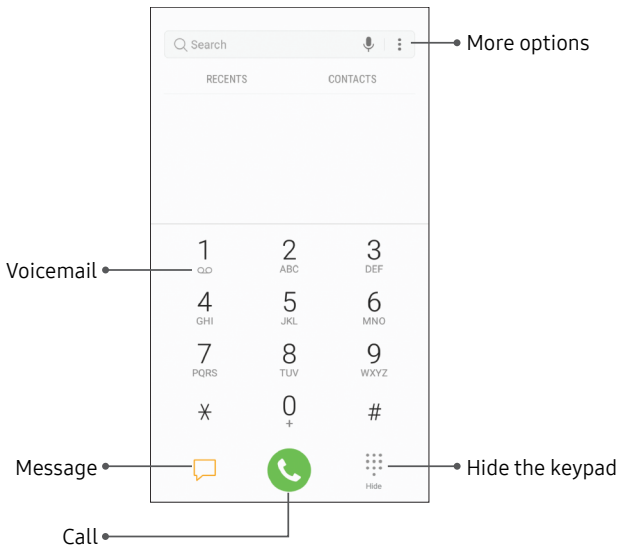 Search
More options
RECENTS CONTACTS
1 2 3
Voicemail
ABC DEF
4 5 6
GHI JKL MNO
7 8 9
PQRS TUV WXYZ
* 0 #
+
Message
Hide the keypad
Hide
Call